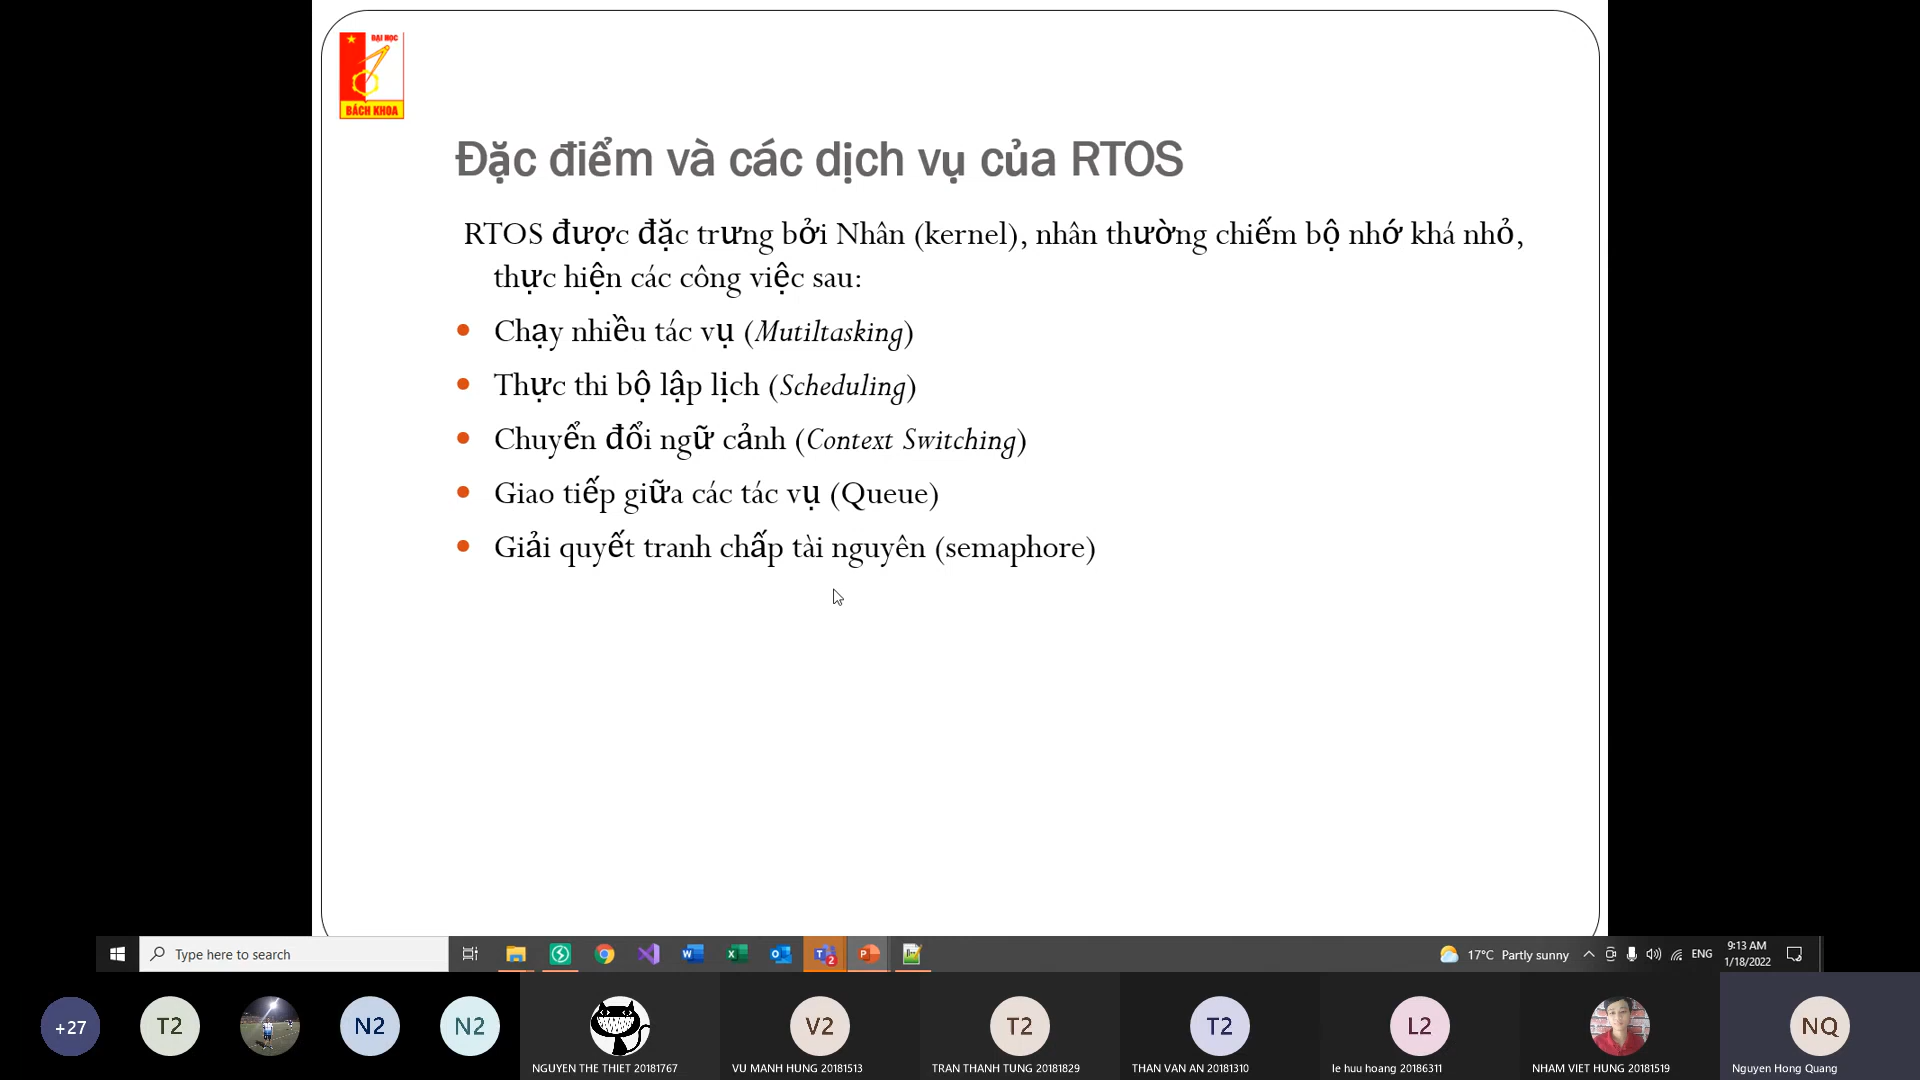 ĐẠI HỌC
BÁCH KHOA
Đặc điểm và các dịch vụ của RTOS
RTOS được đặc trưng bởi Nhân (kernel), nhân thường chiếm bộ nhớ khá nhỏ,
thực hiện các công việc sau:
Chạy nhiều tác vụ (Mutiltasking)
Thực thi bộ lập lịch (Scheduling)
Chuyển đổi ngữ cảnh (Context Switching)
Giao tiếp giữa các tác vụ (Queue)
Giải quyết tranh chấp tài nguyên (semaphore)
Type here to search
2
17°C Partly sunny
ENG
9:13 AM
1/18/2022
+27
T2
N2
N2
V2
T2
T2
L2
NQ
NGUYEN THE THIET 20181767
VU MANH HUNG 20181513
TRAN THANH TUNG 20181829
THAN VAN AN 20181310
le huu hoang 20186311
NHAM VIET HUNG 20181519
Nguyen Hong Quang